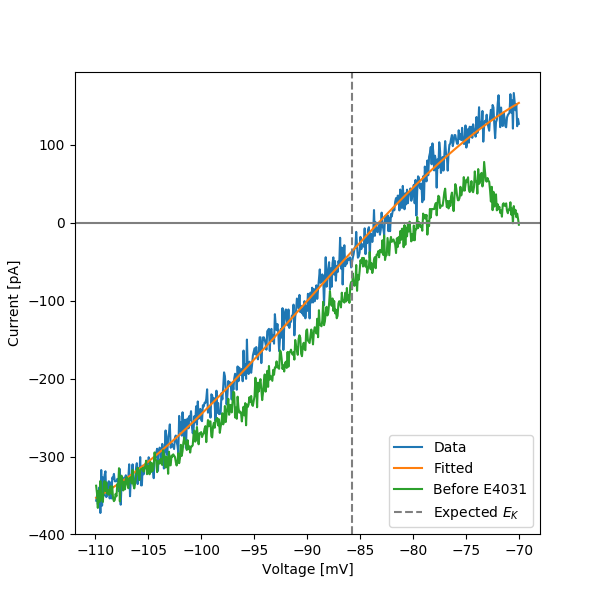 100
0
−100
−200
−300
−400
Current [pA]
−110
−105
−100
−95
−90
−85
−80
−75
−70
Voltage [mV]
Data
Fitted
Before E4031
Expected E_K